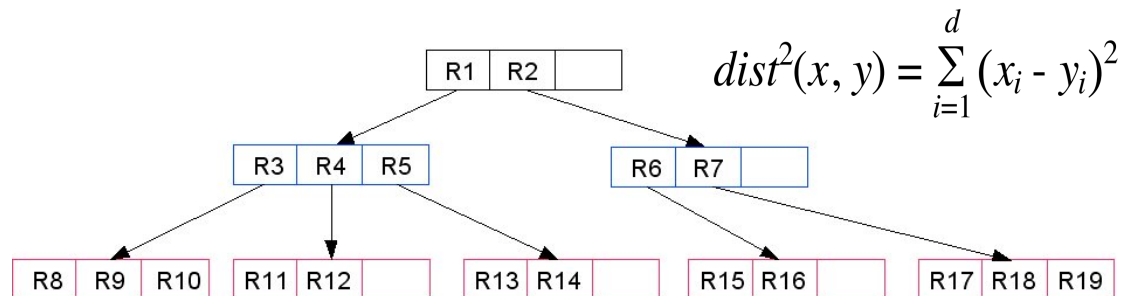 R1 R2
dist²(x, y) = Σ_{i=1}^{d} (x_i - y_i)²
R3 R4 R5
R6 R7
R8 R9 R10
R11 R12
R13 R14
R15 R16
R17 R18 R19